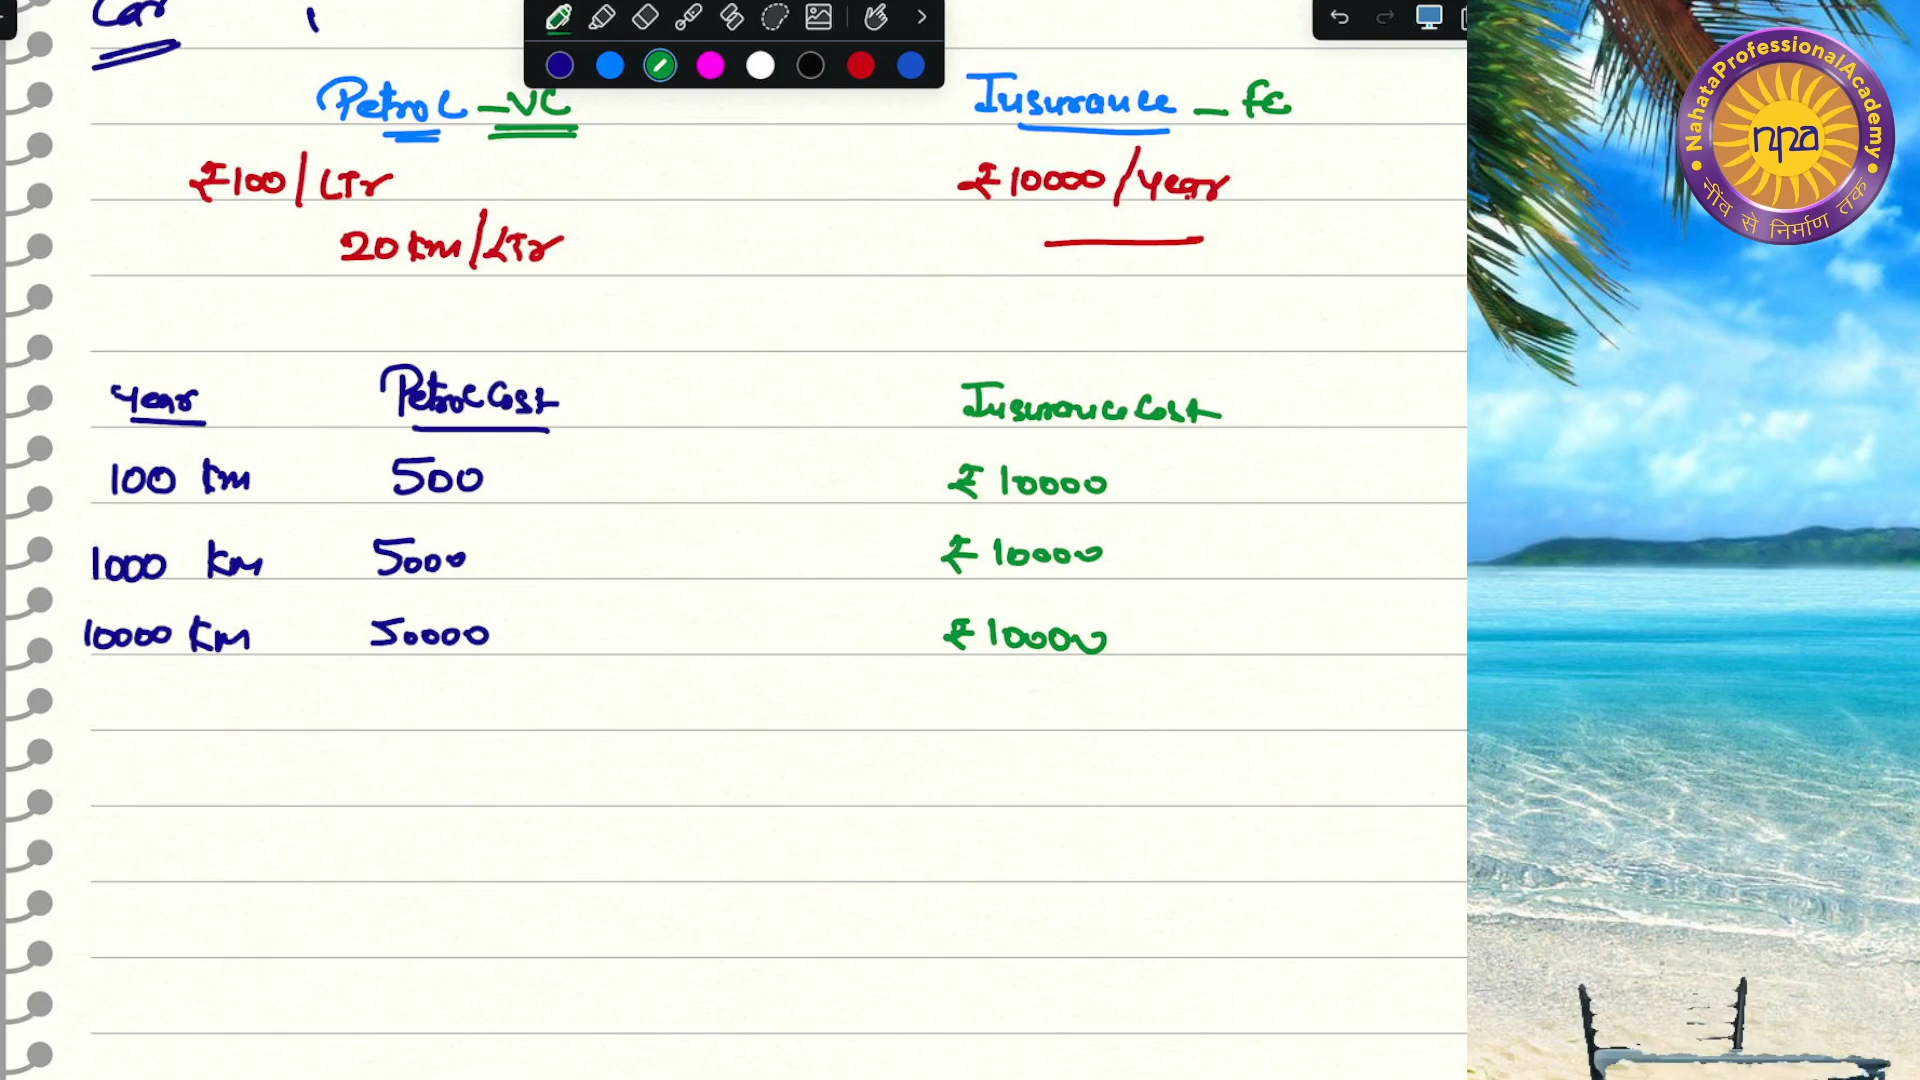 Car
Petrol - VC
Insurance - FC
₹100/LTr
₹10000/Year
20 km/LTr
Year Petrol Cost Insurance Cost
100 km 500 ₹ 10000
1000 Km 5000 ₹ 10000
10000 Km 50000 ₹ 10000
• NahataProfessionalAcademy •
npa
नींव से निर्माण तक